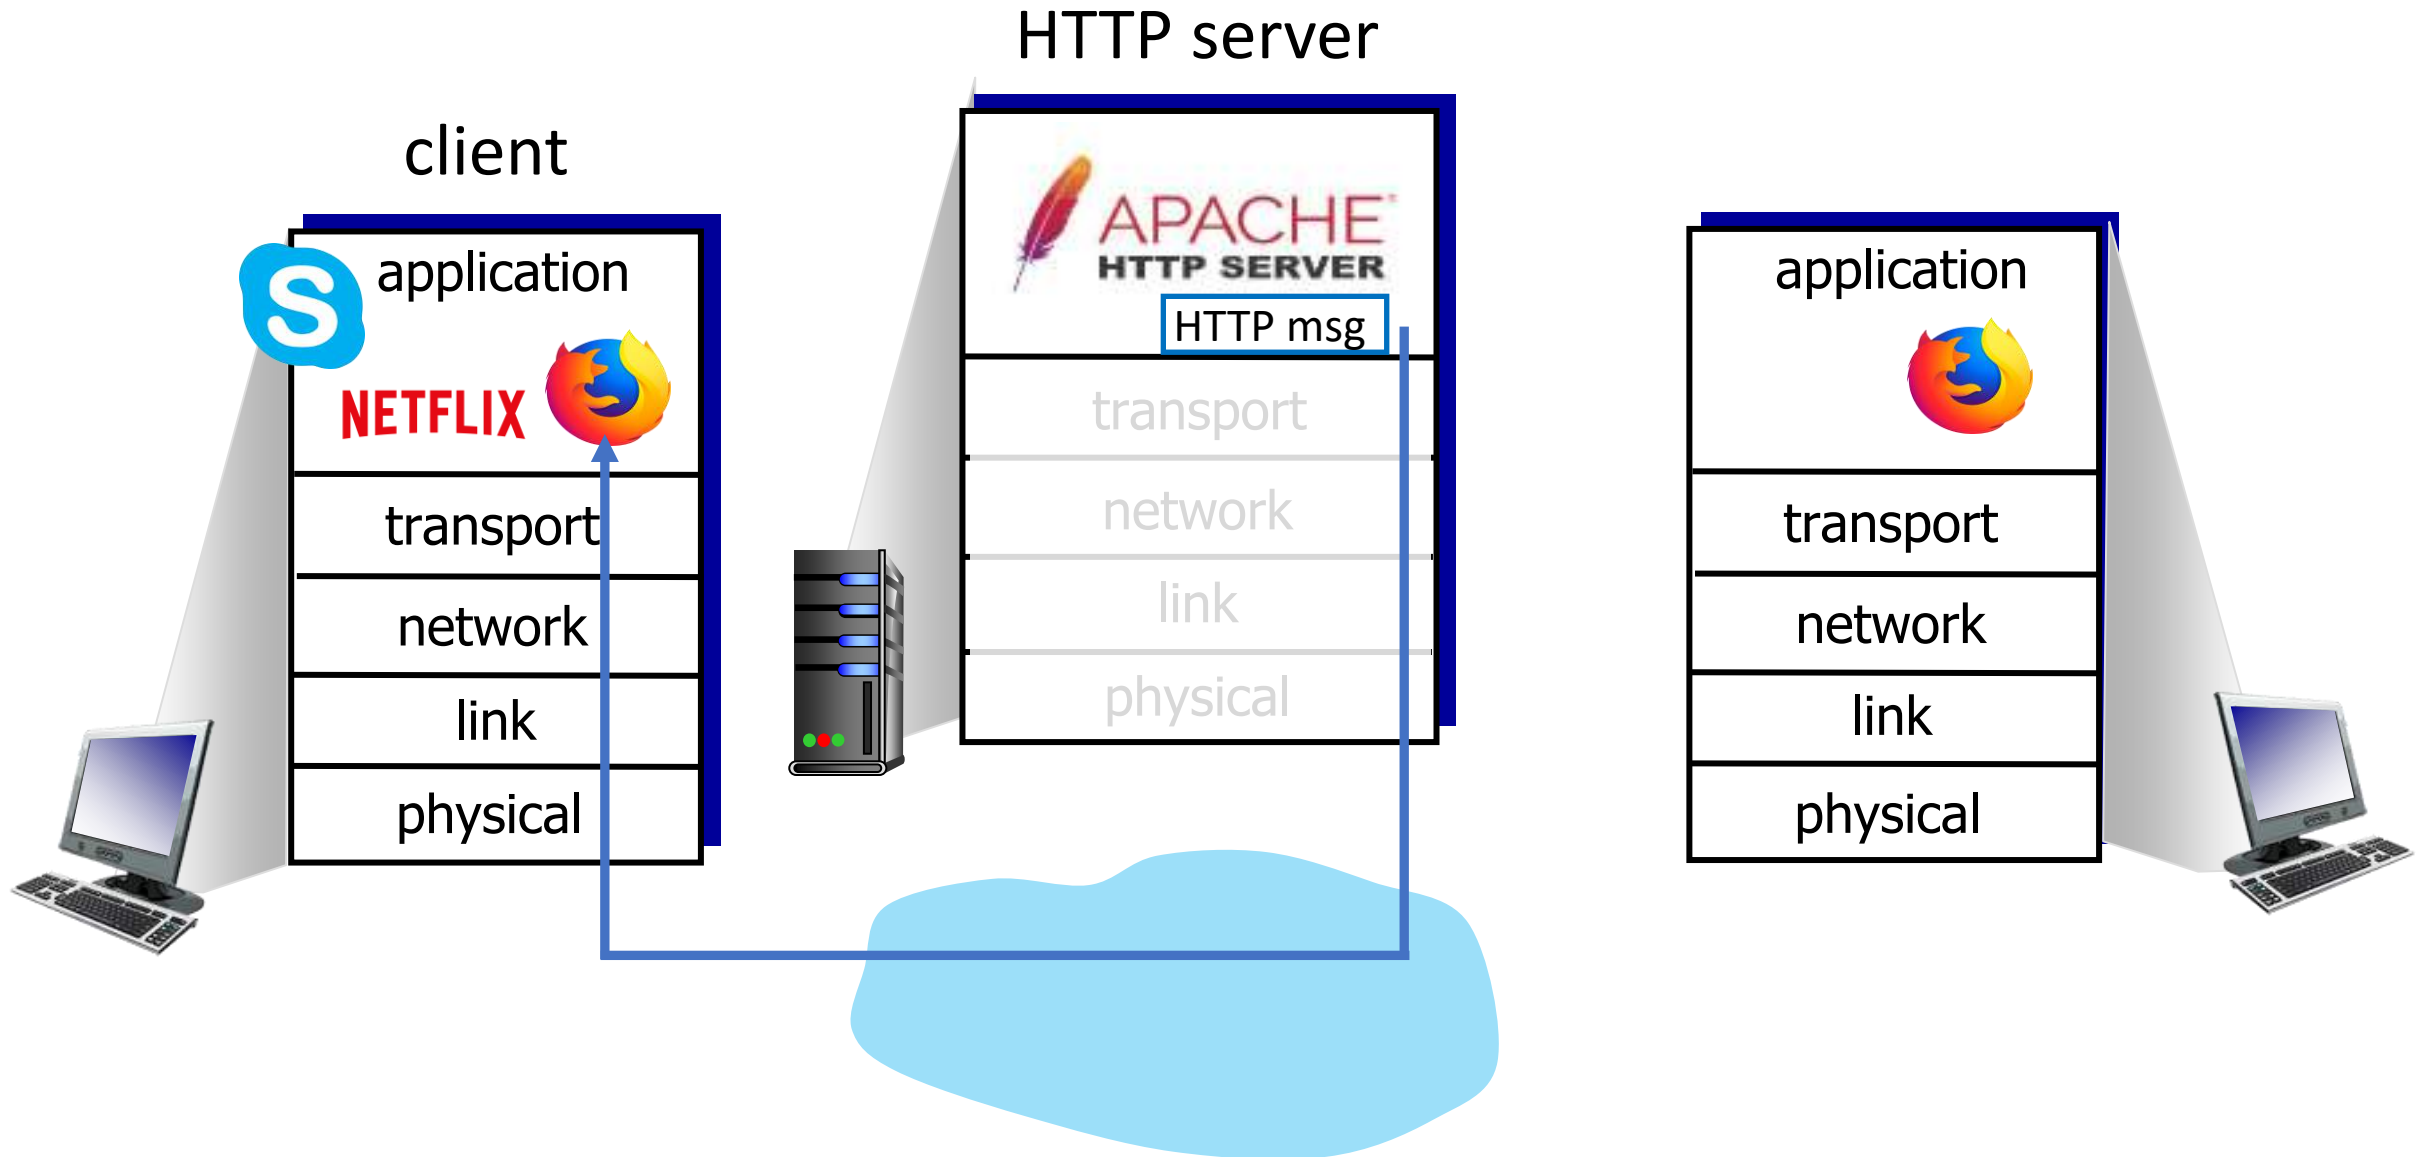 HTTP server
client
application
S
NETFLIX
transport
network
link
physical
APACHE
HTTP SERVER
HTTP msg
transport
network
link
physical
application
transport
network
link
physical